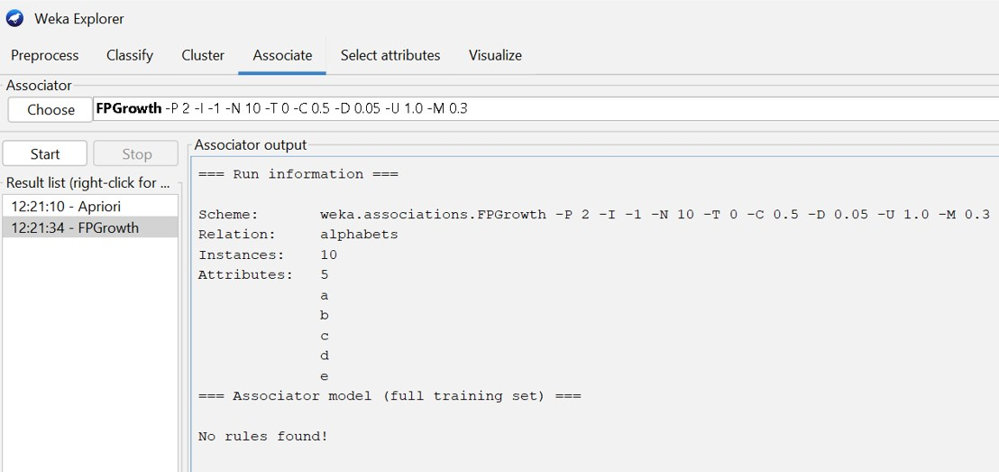 Weka Explorer
Preprocess Classify Cluster Associate Select attributes Visualize
Associator
Choose FPGrowth -P 2 -I -1 -N 10 -T 0 -C 0.5 -D 0.05 -U 1.0 -M 0.3
Start Stop
Result list (right-click for ...
12:21:10 - Apriori
12:21:34 - FPGrowth
Associator output
=== Run information ===
Scheme: weka.associations.FPGrowth -P 2 -I -1 -N 10 -T 0 -C 0.5 -D 0.05 -U 1.0 -M 0.3
Relation: alphabets
Instances: 10
Attributes: 5
a
b
c
d
e
=== Associator model (full training set) ===
No rules found!